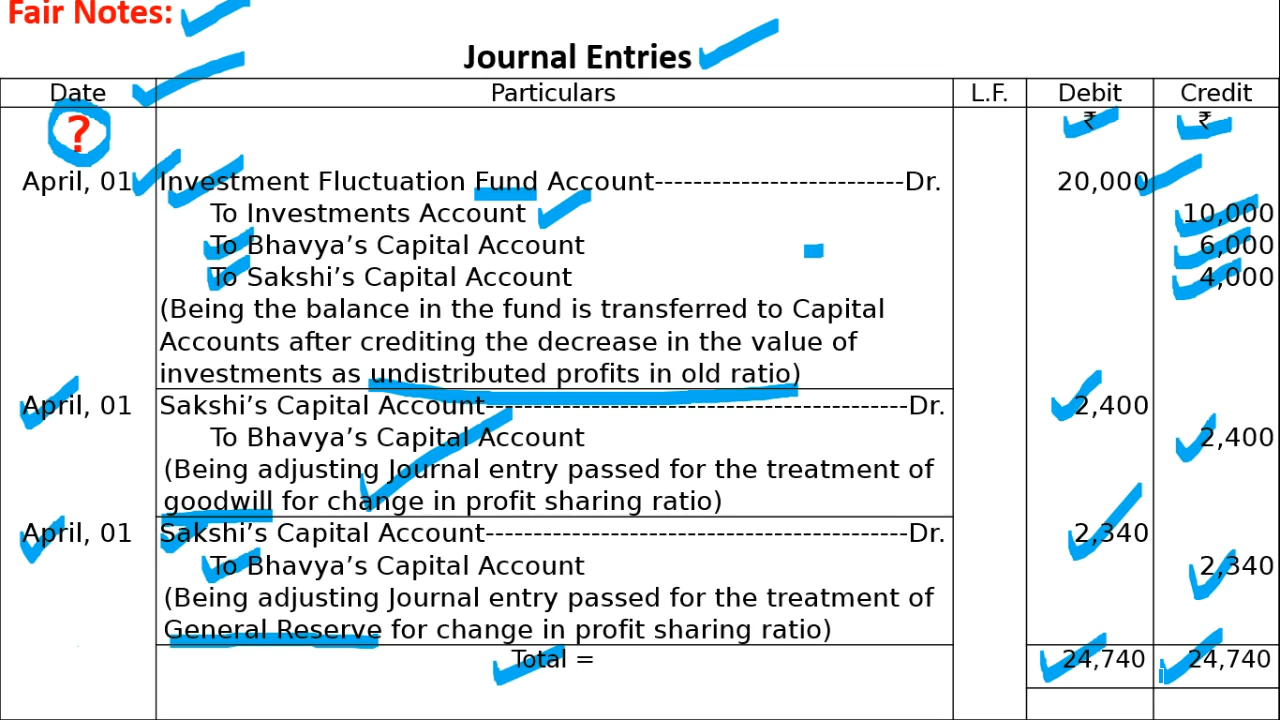 Fair Notes:
Journal Entries
Date Particulars L.F. Debit Credit
? ₹ ₹
April, 01 Investment Fluctuation Fund Account---------------------------Dr. 20,000
To Investments Account 10,000
To Bhavya’s Capital Account 6,000
To Sakshi’s Capital Account 4,000
(Being the balance in the fund is transferred to Capital
Accounts after crediting the decrease in the value of
investments as undistributed profits in old ratio)
April, 01 Sakshi’s Capital Account--------------------------------------------Dr. 2,400
To Bhavya’s Capital Account 2,400
(Being adjusting Journal entry passed for the treatment of
goodwill for change in profit sharing ratio)
April, 01 Sakshi’s Capital Account--------------------------------------------Dr. 2,340
To Bhavya’s Capital Account 2,340
(Being adjusting Journal entry passed for the treatment of
General Reserve for change in profit sharing ratio)
Total = 24,740 24,740